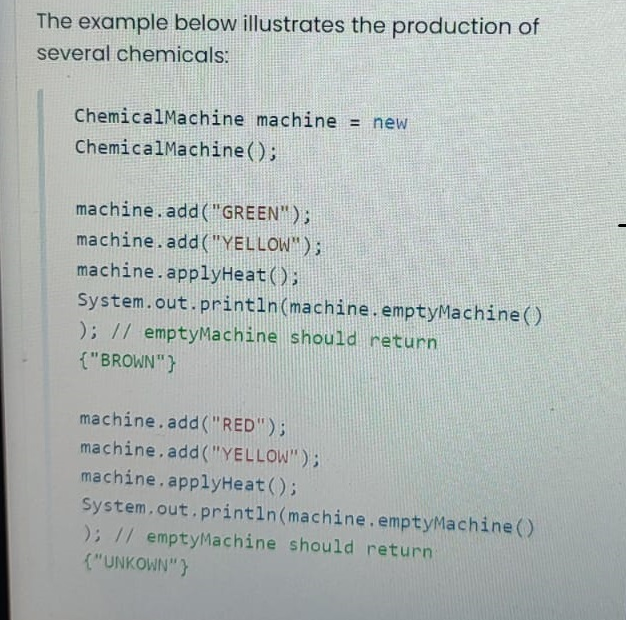 The example below illustrates the production of
several chemicals:
ChemicalMachine machine = new
ChemicalMachine();
machine.add("GREEN");
machine.add("YELLOW");
machine.applyHeat();
System.out.println(machine.emptyMachine()
); // emptyMachine should return
{"BROWN"}
machine.add("RED");
machine.add("YELLOW");
machine.applyHeat();
System.out.println(machine.emptyMachine()
); // emptyMachine should return
{"UNKOWN"}